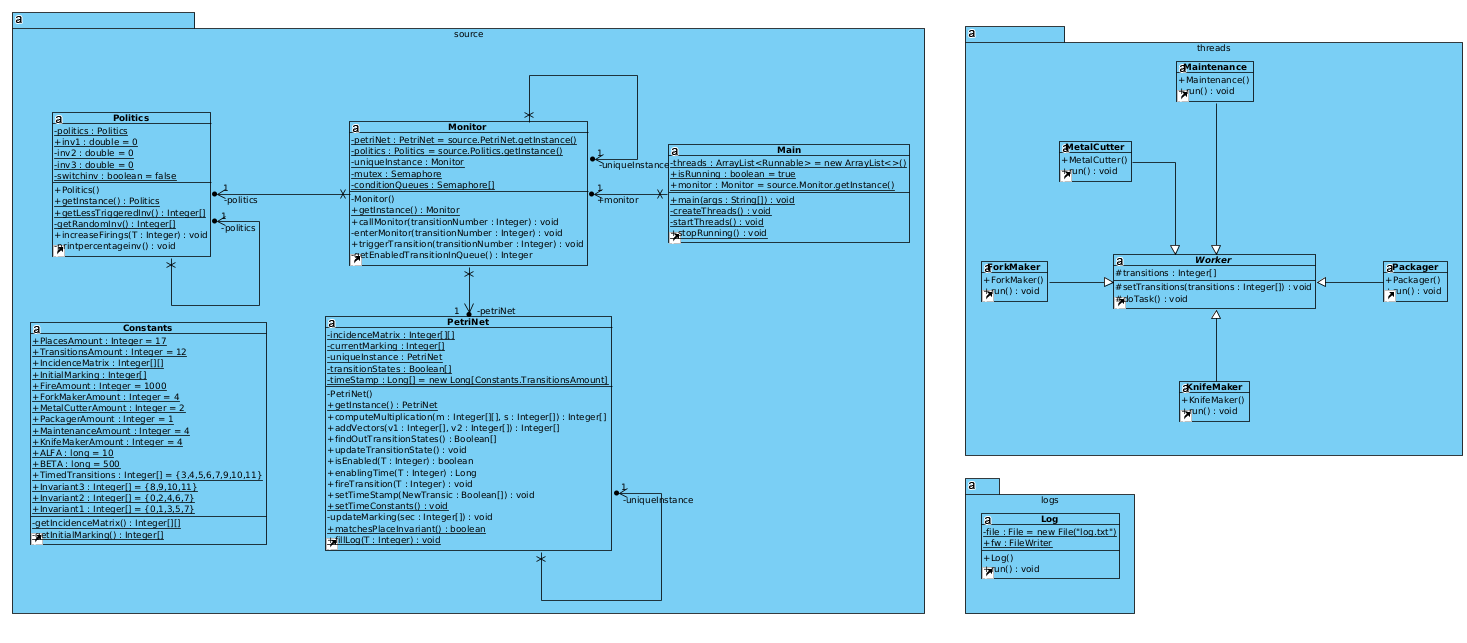 a
source
a
Politics
-politics : Politics
+inv1 : double = 0
-inv2 : double = 0
-inv3 : double = 0
-switchinv : boolean = false
+Politics()
+getInstance() : Politics
+getLessTriggeredInv() : Integer[]
-getRandomInv() : Integer[]
+increaseFirings(T : Integer) : void
-printpercentageinv() : void
1
-politics
1
-politics
a
Monitor
-petriNet : PetriNet = source.PetriNet.getInstance()
-politics : Politics = source.Politics.getInstance()
-uniqueInstance : Monitor
-mutex : Semaphore
-conditionQueues : Semaphore[]
-Monitor()
+getInstance() : Monitor
+callMonitor(transitionNumber : Integer) : void
-enterMonitor(transitionNumber : Integer) : void
+triggerTransition(transitionNumber : Integer) : void
-getEnabledTransitionInQueue() : Integer
1
-uniqueInstance
1
+monitor
a
Main
-threads : ArrayList<Runnable> = new ArrayList<>()
+isRunning : boolean = true
+monitor : Monitor = source.Monitor.getInstance()
+main(args : String[]) : void
-createThreads() : void
-startThreads() : void
+stopRunning() : void
1
-petriNet
a
Constants
+PlacesAmount : Integer = 17
+TransitionsAmount : Integer = 12
+IncidenceMatrix : Integer[][]
+InitialMarking : Integer[]
+FireAmount : Integer = 1000
+ForkMakerAmount : Integer = 4
+MetalCutterAmount : Integer = 2
+PackagerAmount : Integer = 1
+MaintenanceAmount : Integer = 4
+KnifeMakerAmount : Integer = 4
+ALFA : long = 10
+BETA : long = 500
+TimedTransitions : Integer[] = {3,4,5,6,7,9,10,11}
+Invariant3 : Integer[] = {8,9,10,11}
+Invariant2 : Integer[] = {0,2,4,6,7}
+Invariant1 : Integer[] = {0,1,3,5,7}
-getIncidenceMatrix() : Integer[][]
-getInitialMarking() : Integer[]
a
PetriNet
-incidenceMatrix : Integer[][]
-currentMarking : Integer[]
-uniqueInstance : PetriNet
-transitionStates : Boolean[]
-timeStamp : Long[] = new Long[Constants.TransitionsAmount]
-PetriNet()
+getInstance() : PetriNet
+computeMultiplication(m : Integer[][], s : Integer[]) : Integer[]
+addVectors(v1 : Integer[], v2 : Integer[]) : Integer[]
+findOutTransitionStates() : Boolean[]
+updateTransitionState() : void
+isEnabled(T : Integer) : boolean
+enablingTime(T : Integer) : Long
+fireTransition(T : Integer) : void
+setTimeStamp(NewTransic : Boolean[]) : void
+setTimeConstants() : void
-updateMarking(sec : Integer[]) : void
+matchesPlaceInvariant() : boolean
+fillLog(T : Integer) : void
1
-uniqueInstance
a
threads
a
Maintenance
+Maintenance()
+run() : void
a
MetalCutter
+MetalCutter()
+run() : void
a
ForkMaker
+ForkMaker()
+run() : void
a
Worker
#transitions : Integer[]
#setTransitions(transitions : Integer[]) : void
#doTask() : void
a
Packager
+Packager()
+run() : void
a
KnifeMaker
+KnifeMaker()
+run() : void
a
logs
a
Log
-file : File = new File("log.txt")
+fw : FileWriter
+Log()
+run() : void